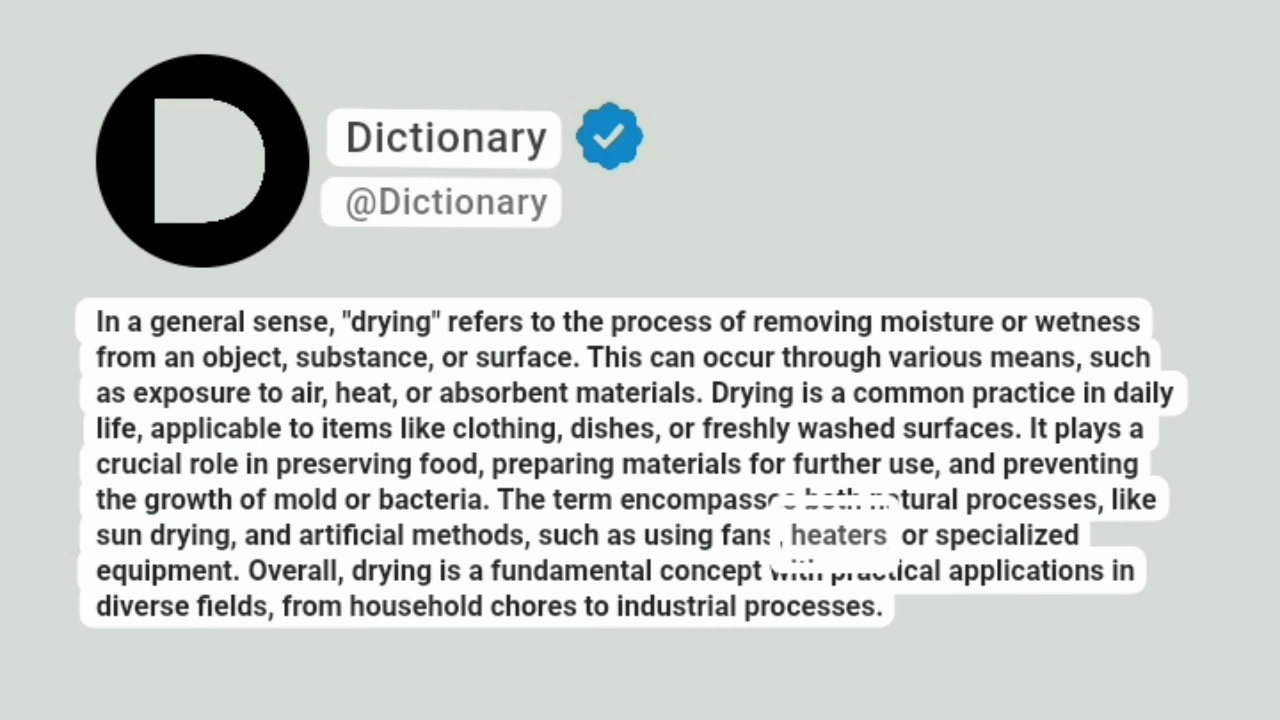 D
Dictionary
@Dictionary
In a general sense, "drying" refers to the process of removing moisture or wetness
from an object, substance, or surface. This can occur through various means, such
as exposure to air, heat, or absorbent materials. Drying is a common practice in daily
life, applicable to items like clothing, dishes, or freshly washed surfaces. It plays a
crucial role in preserving food, preparing materials for further use, and preventing
the growth of mold or bacteria. The term encompasses both natural processes, like
sun drying, and artificial methods, such as using fans, heaters or specialized
equipment. Overall, drying is a fundamental concept with practical applications in
diverse fields, from household chores to industrial processes.